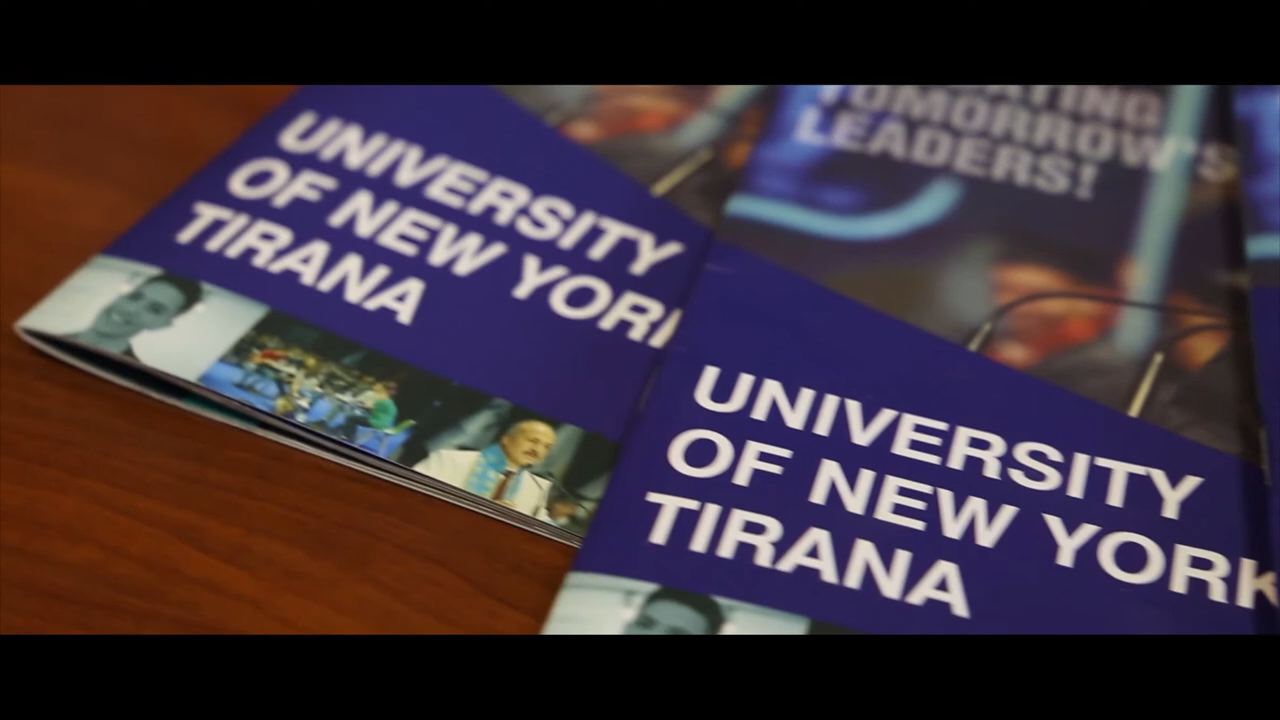 UNIVERSITY
OF NEW YORK
TIRANA
TOMORROW'S
LEADERS!
UNIVERSITY
OF NEW YORK
TIRANA